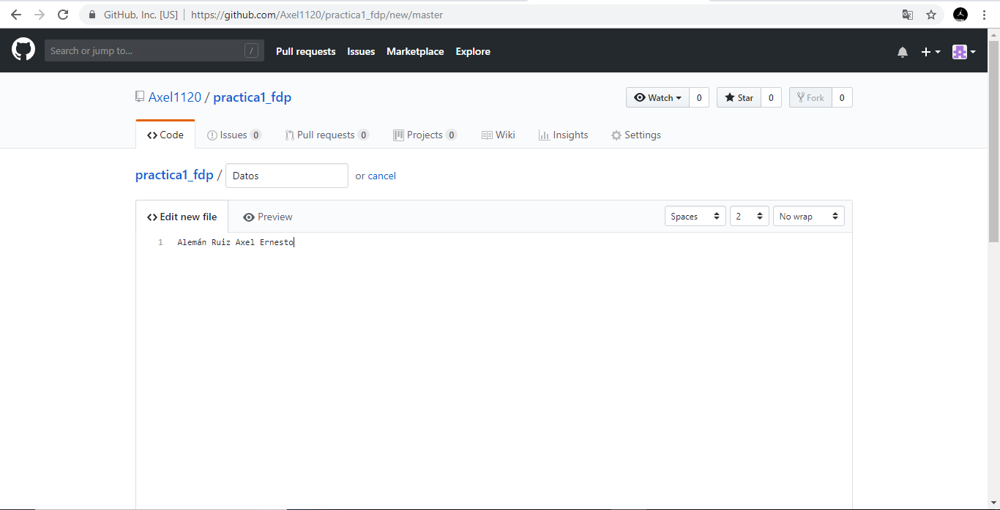 GitHub, Inc. [US] https://github.com/Axel1120/practica1_fdp/new/master
Search or jump to... / Pull requests Issues Marketplace Explore
Axel1120 / practica1_fdp Watch 0 Star 0 Fork 0
Code Issues 0 Pull requests 0 Projects 0 Wiki Insights Settings
practica1_fdp / Datos or cancel
Edit new file Preview Spaces 2 No wrap
1 Alemán Ruiz Axel Ernesto